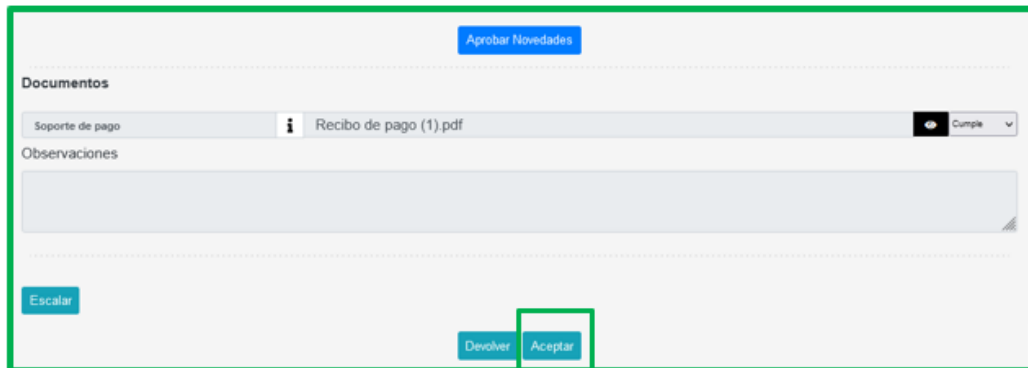 Aprobar Novedades
Documentos
Soporte de pago i Recibo de pago (1).pdf Cumple
Observaciones
Escalar
Devolver Aceptar